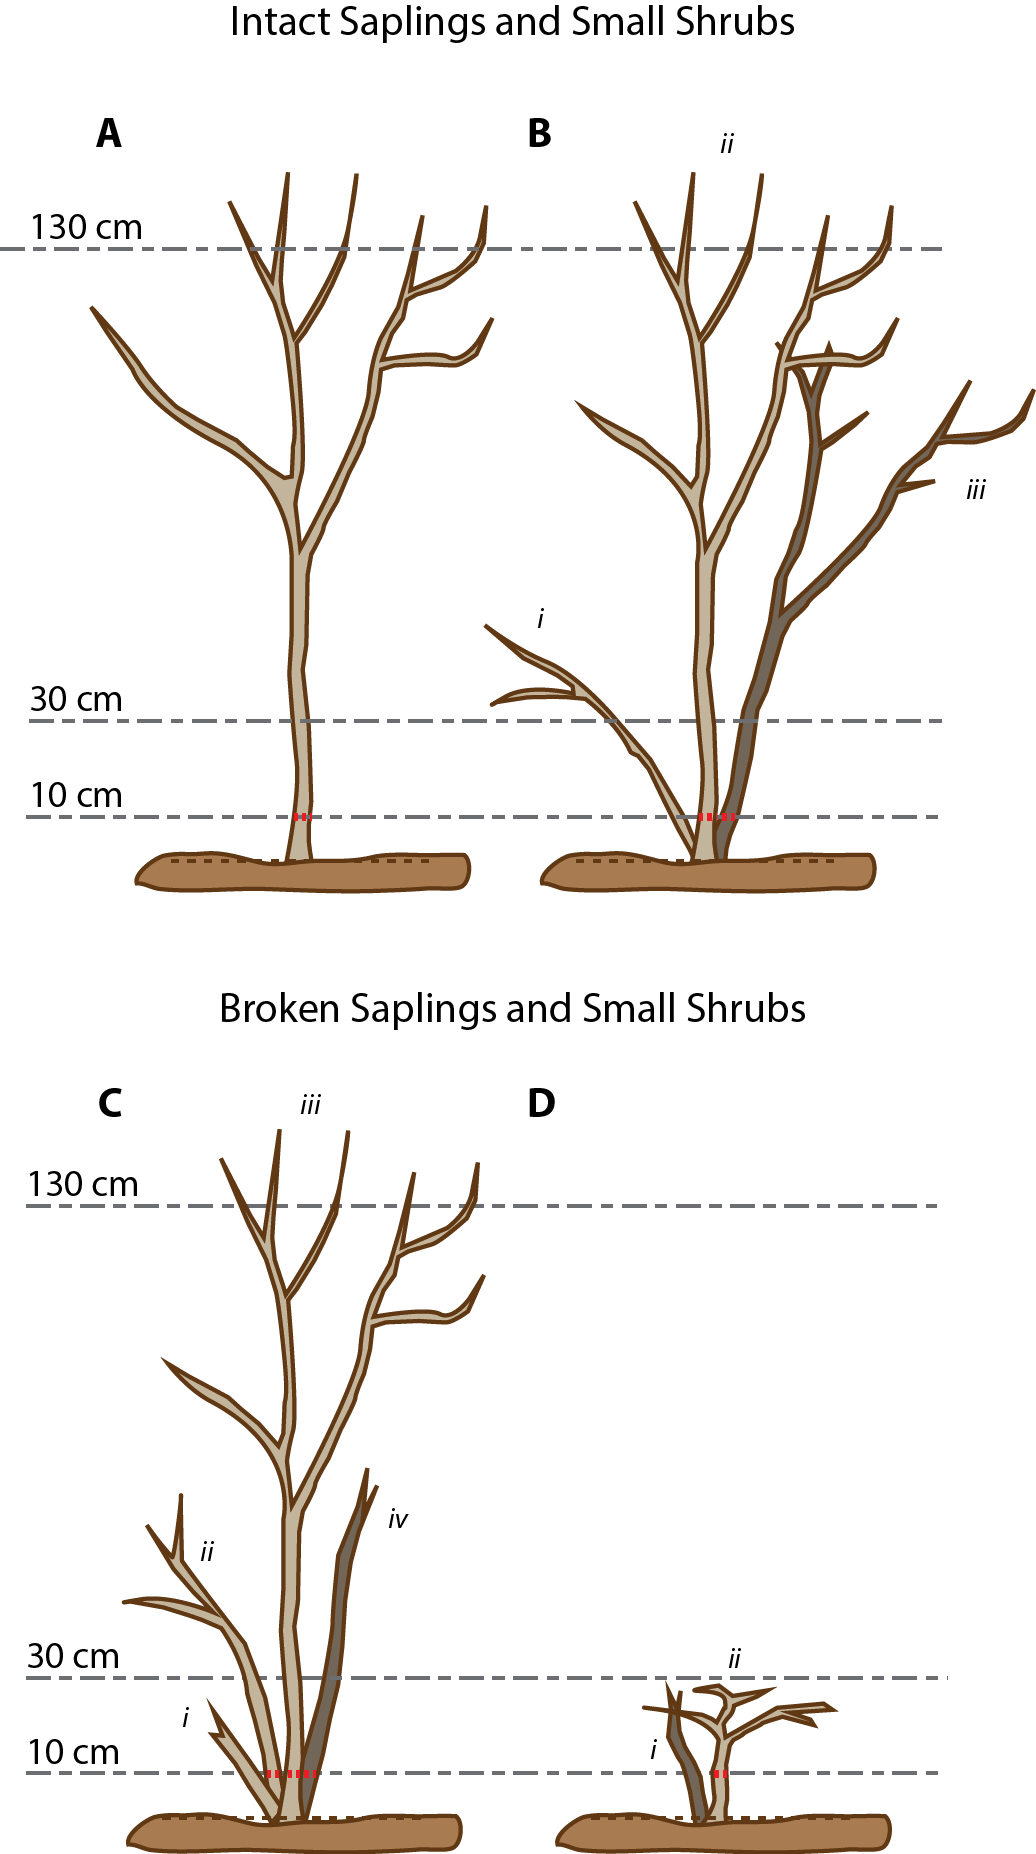 Intact Saplings and Small Shrubs
A
B
ii
130 cm
iii
i
30 cm
10 cm
Broken Saplings and Small Shrubs
C
iii
D
130 cm
iv
ii
30 cm
ii
i
i
10 cm